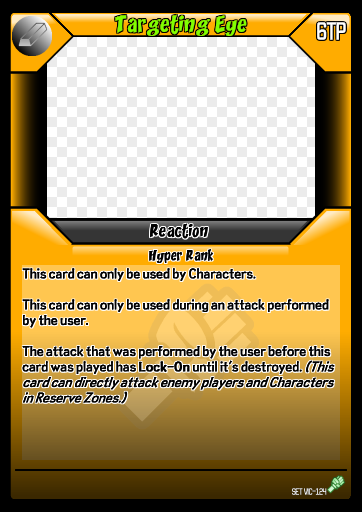 Targeting Eye
6TP
Reaction
Hyper Rank
This card can only be used by Characters.
This card can only be used during an attack performed
by the user.
The attack that was performed by the user before this
card was played has Lock-On until it's destroyed. (This
card can directly attack enemy players and Characters
in Reserve Zones.)
SET VIC-124